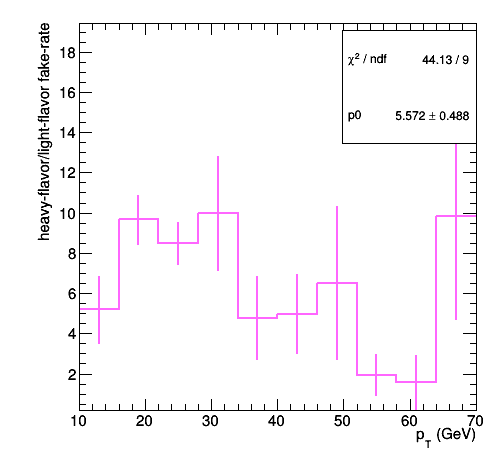 heavy-flavor/light-flavor fake-rate
χ² / ndf 44.13 / 9
p0 5.572 ± 0.488
18
16
14
12
10
8
6
4
2
10 20 30 40 50 60 70
p_T (GeV)